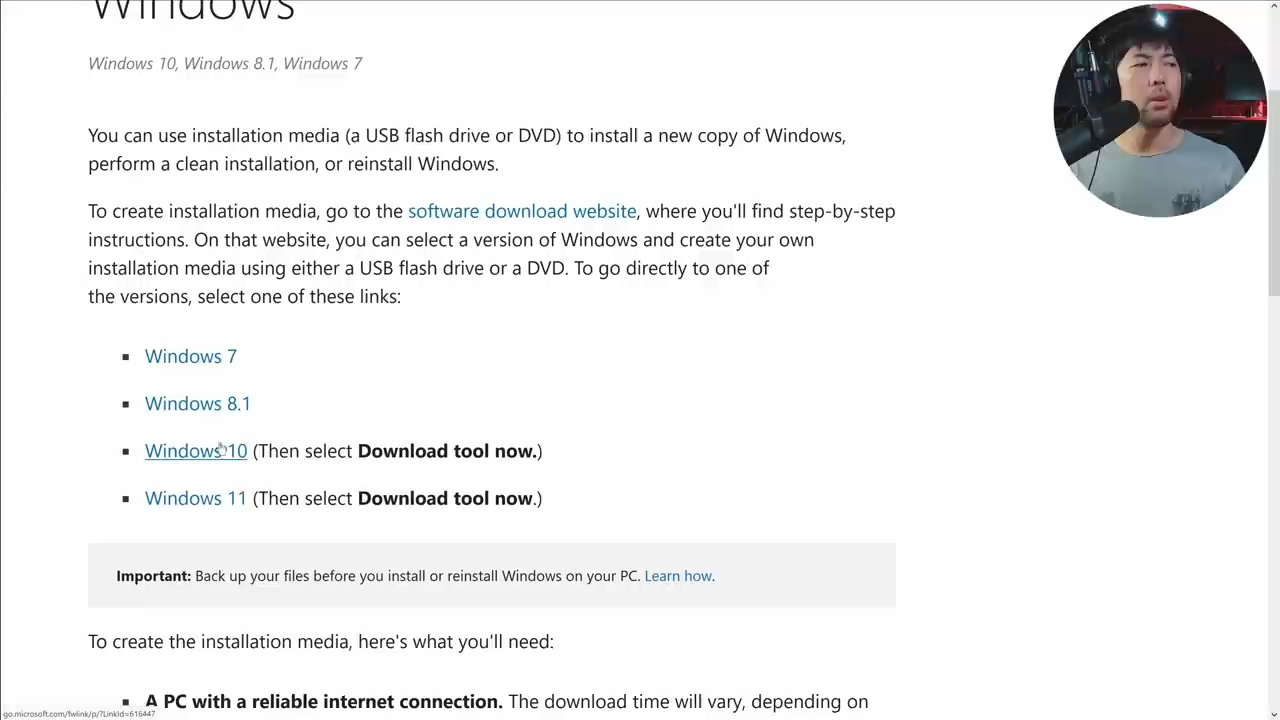 Windows
Windows 10, Windows 8.1, Windows 7
You can use installation media (a USB flash drive or DVD) to install a new copy of Windows,
perform a clean installation, or reinstall Windows.
To create installation media, go to the software download website, where you'll find step-by-step
instructions. On that website, you can select a version of Windows and create your own
installation media using either a USB flash drive or a DVD. To go directly to one of
the versions, select one of these links:
Windows 7
Windows 8.1
Windows 10 (Then select Download tool now.)
Windows 11 (Then select Download tool now.)
Important: Back up your files before you install or reinstall Windows on your PC. Learn how.
To create the installation media, here's what you'll need:
A PC with a reliable internet connection. The download time will vary, depending on
go.microsoft.com/fwlink/p/?LinkId=616447